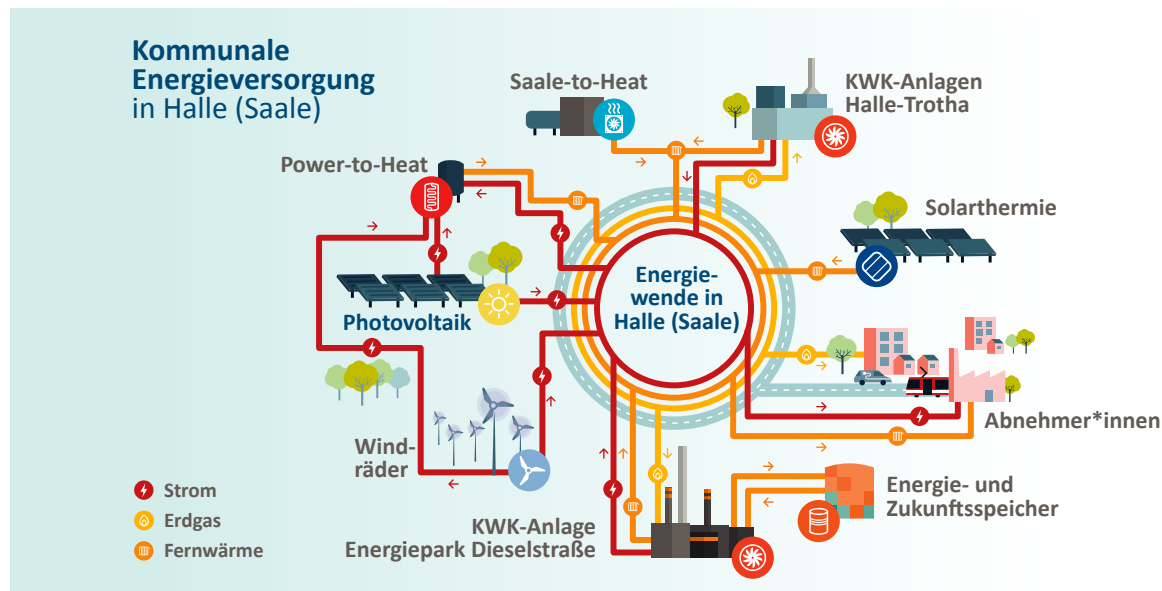 Kommunale
Energieversorgung
in Halle (Saale)
Saale-to-Heat
KWK-Anlagen
Halle-Trotha
Power-to-Heat
Solarthermie
Energie-
wende in
Halle (Saale)
Photovoltaik
Abnehmer*innen
Wind-
räder
Energie- und
Zukunftsspeicher
KWK-Anlage
Energiepark Dieselstraße
Strom
Erdgas
Fernwärme